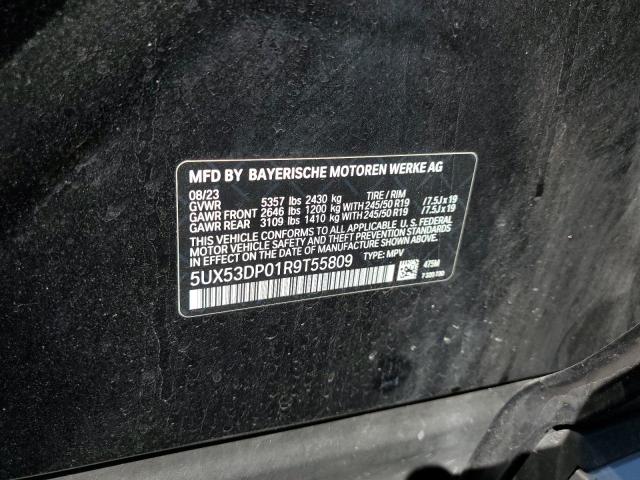 MFD BY BAYERISCHE MOTOREN WERKE AG
08/23
GVWR 5357 lbs 2430 kg TIRE / RIM
GAWR FRONT 2646 lbs 1200 kg WITH 245/50 R19 /7.5J x 19
GAWR REAR 3109 lbs 1410 kg WITH 245/50 R19 /7.5J x 19
THIS VEHICLE CONFORMS TO ALL APPLICABLE U.S. FEDERAL
MOTOR VEHICLE SAFETY, BUMPER AND THEFT PREVENTION STANDARDS
IN EFFECT ON THE DATE OF MANUFACTURE SHOWN ABOVE.
5UX53DP01R9T55809 TYPE: MPV
475M